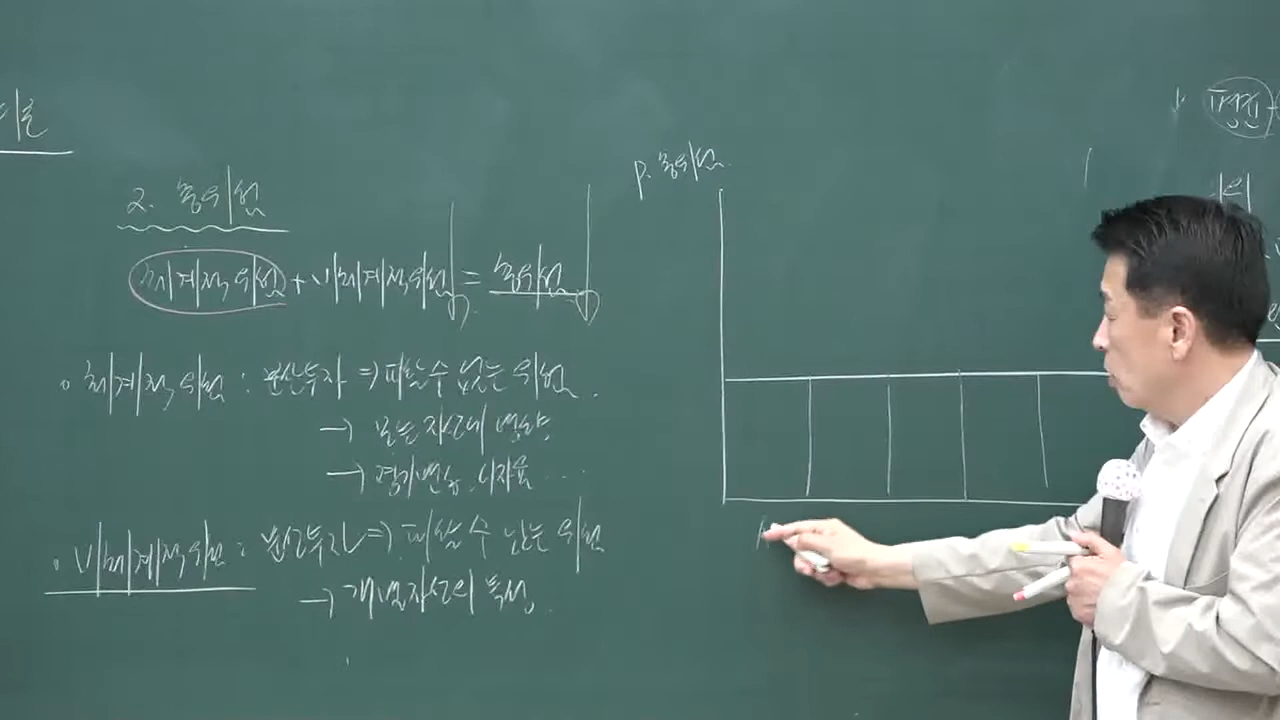 2. 총위험
체계적위험 + 비체계적위험 = 총위험
◦ 체계적위험 : 분산투자 ⇒ 피할 수 없는 위험.
→ 모든 자산에 영향
→ 경기변동, 이자율 ...
· 비체계적위험 : 분산투자 ⇒ 피할 수 있는 위험
→ 개별자산의 특성.
P. 총위험